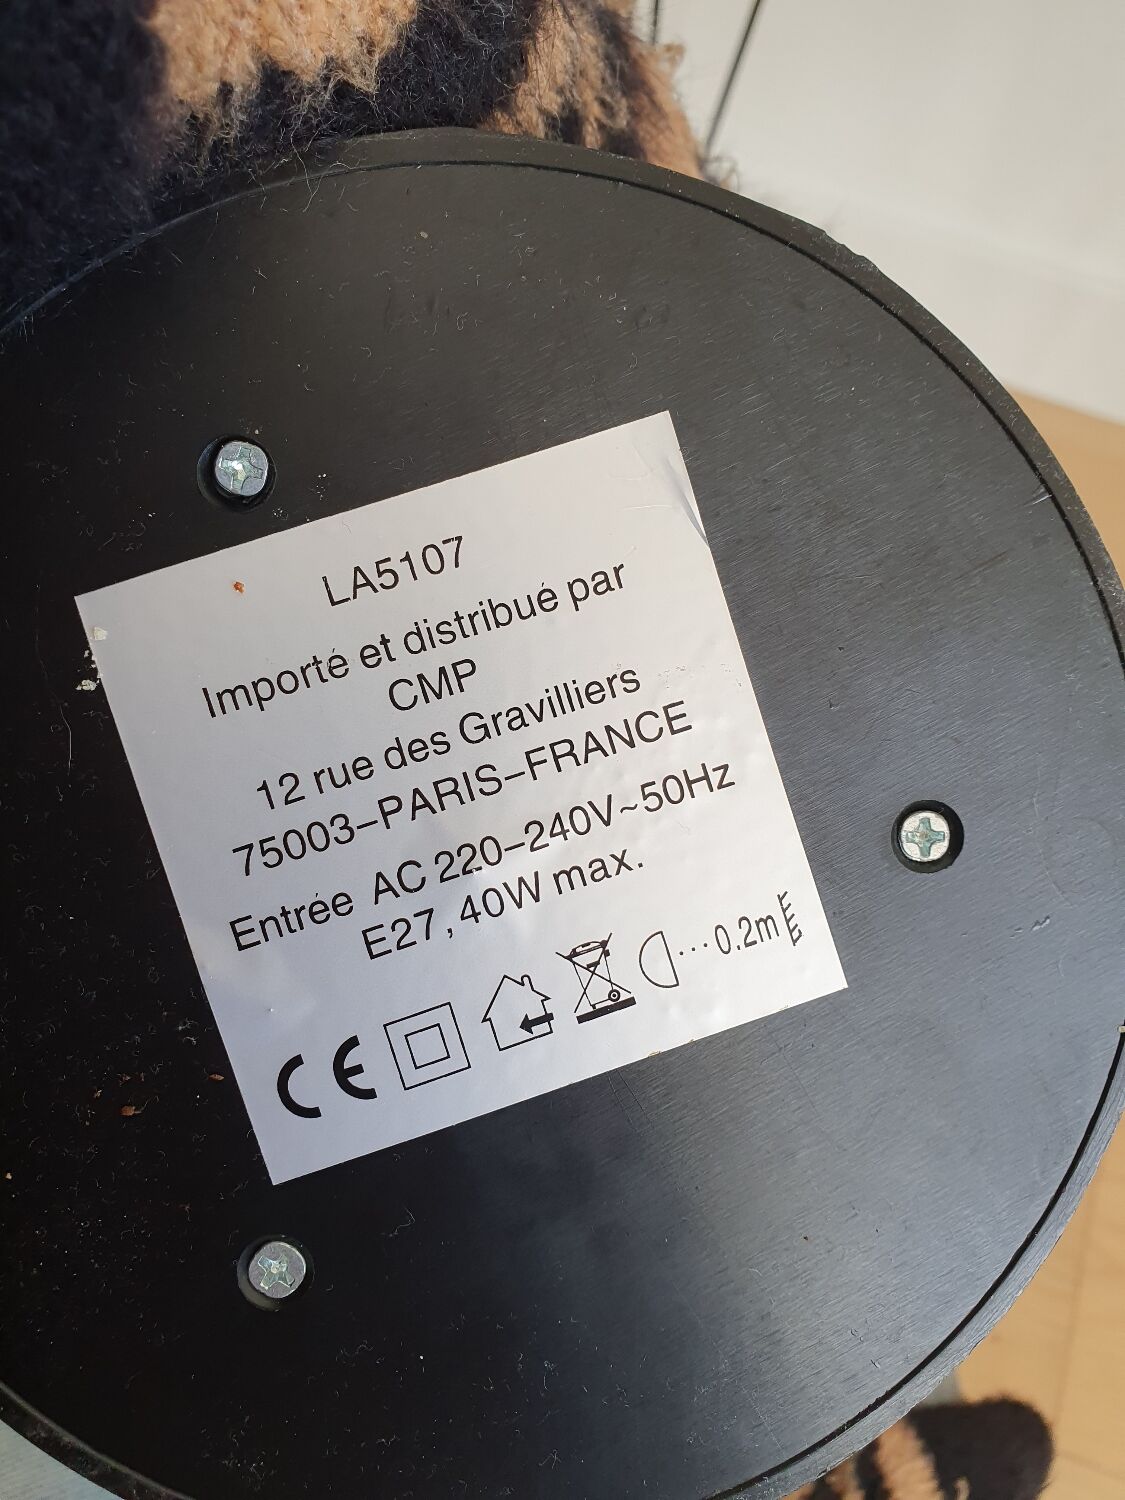 LA5107
Importé et distribué par
CMP
12 rue des Gravilliers
75003-PARIS-FRANCE
Entrée AC 220-240V~50Hz
E27, 40W max.
CE
0.2m